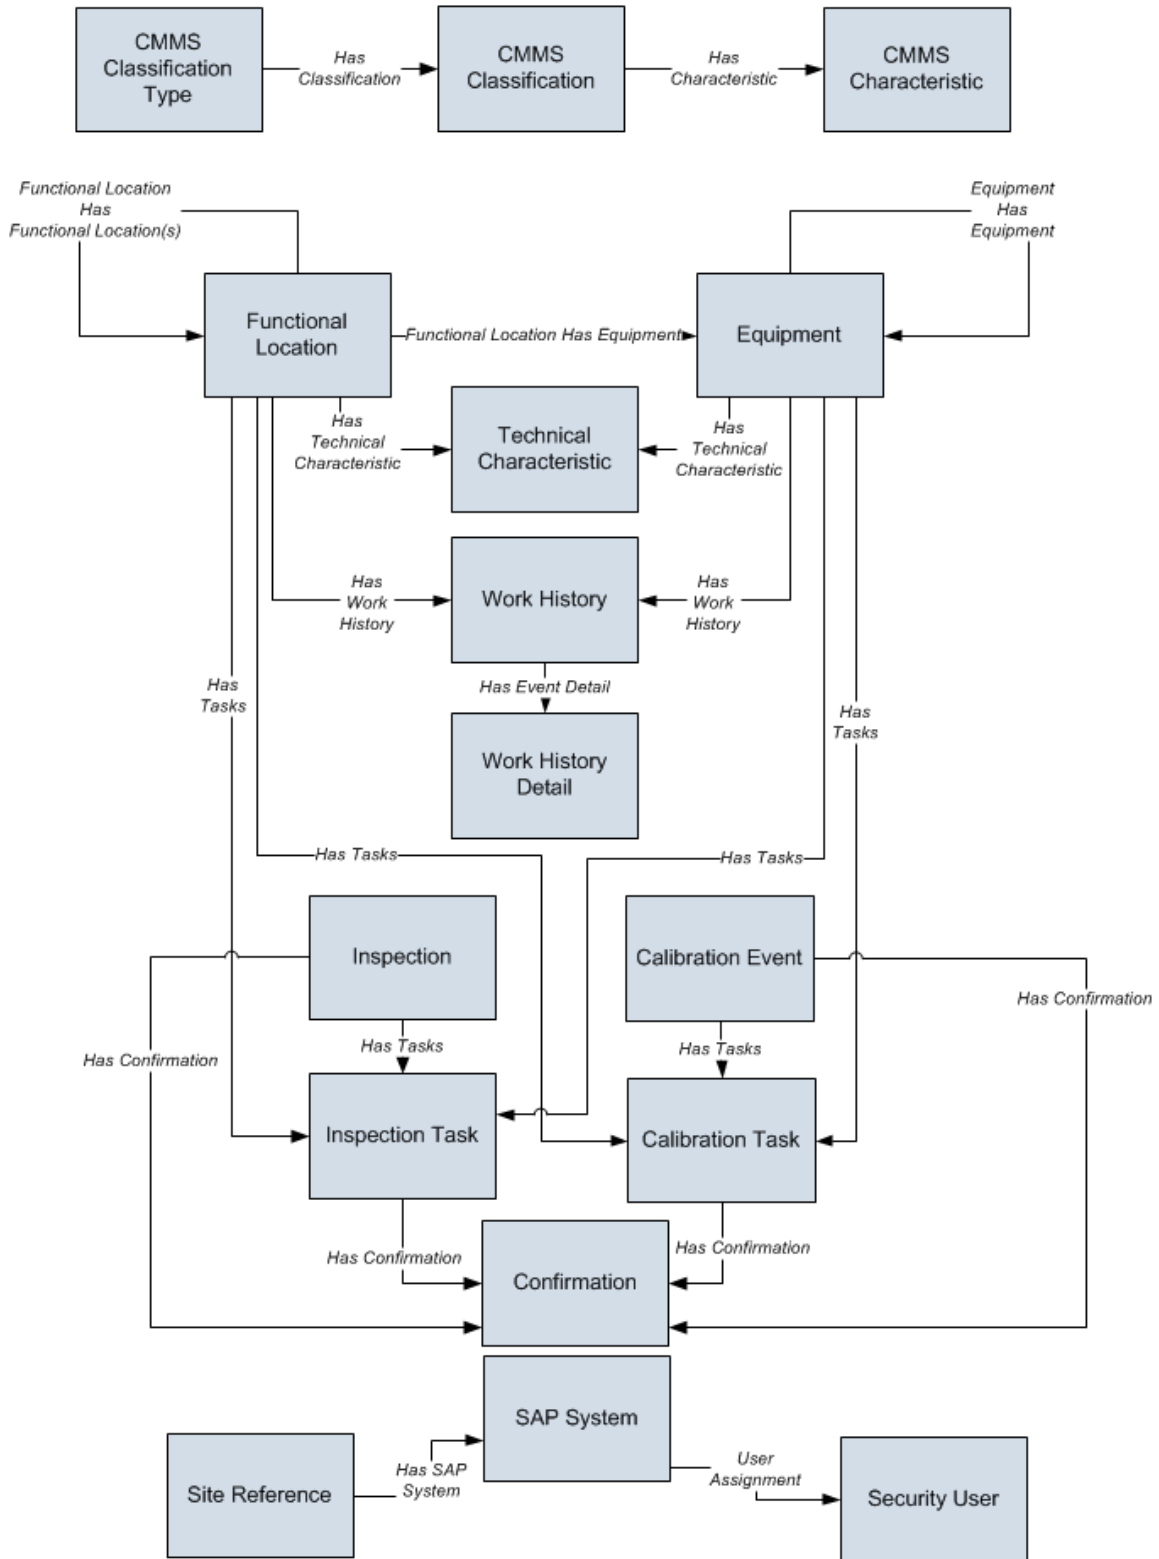 CMMS
Classification
Type
Has
Classification
CMMS
Classification
Has
Characteristic
CMMS
Characteristic
Functional Location
Has
Functional Location(s)
Equipment
Has
Equipment
Functional
Location
Functional Location Has Equipment
Equipment
Has
Technical
Characteristic
Technical
Characteristic
Has
Technical
Characteristic
Has
Work
History
Work History
Has
Work
History
Has
Tasks
Has Event Detail
Has
Tasks
Work History
Detail
Has Tasks
Has Tasks
Inspection
Calibration Event
Has Confirmation
Has Confirmation
Has Tasks
Has Tasks
Inspection Task
Calibration Task
Has Confirmation
Has Confirmation
Confirmation
SAP System
Site Reference
Has SAP
System
User
Assignment
Security User